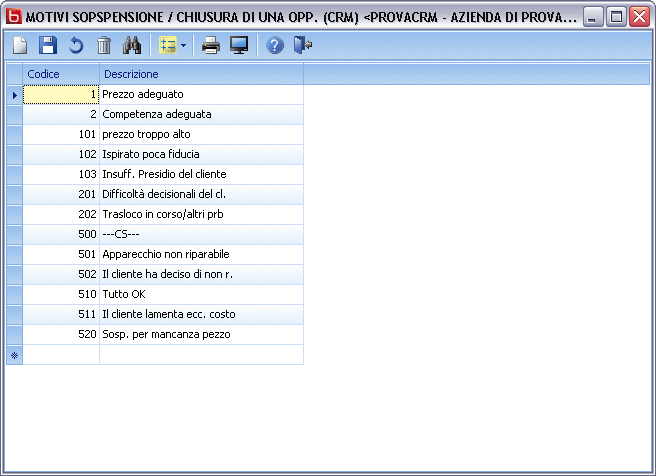 MOTIVI SOPSPENSIONE / CHIUSURA DI UNA OPP. (CRM) <PROVACRM - AZIENDA DI PROVA...
Codice Descrizione
1 Prezzo adeguato
2 Competenza adeguata
101 prezzo troppo alto
102 Ispirato poca fiducia
103 Insuff. Presidio del cliente
201 Difficoltà decisionali del cl.
202 Trasloco in corso/altri prb
500 ---CS---
501 Apparecchio non riparabile
502 Il cliente ha deciso di non r.
510 Tutto OK
511 Il cliente lamenta ecc. costo
520 Sosp. per mancanza pezzo